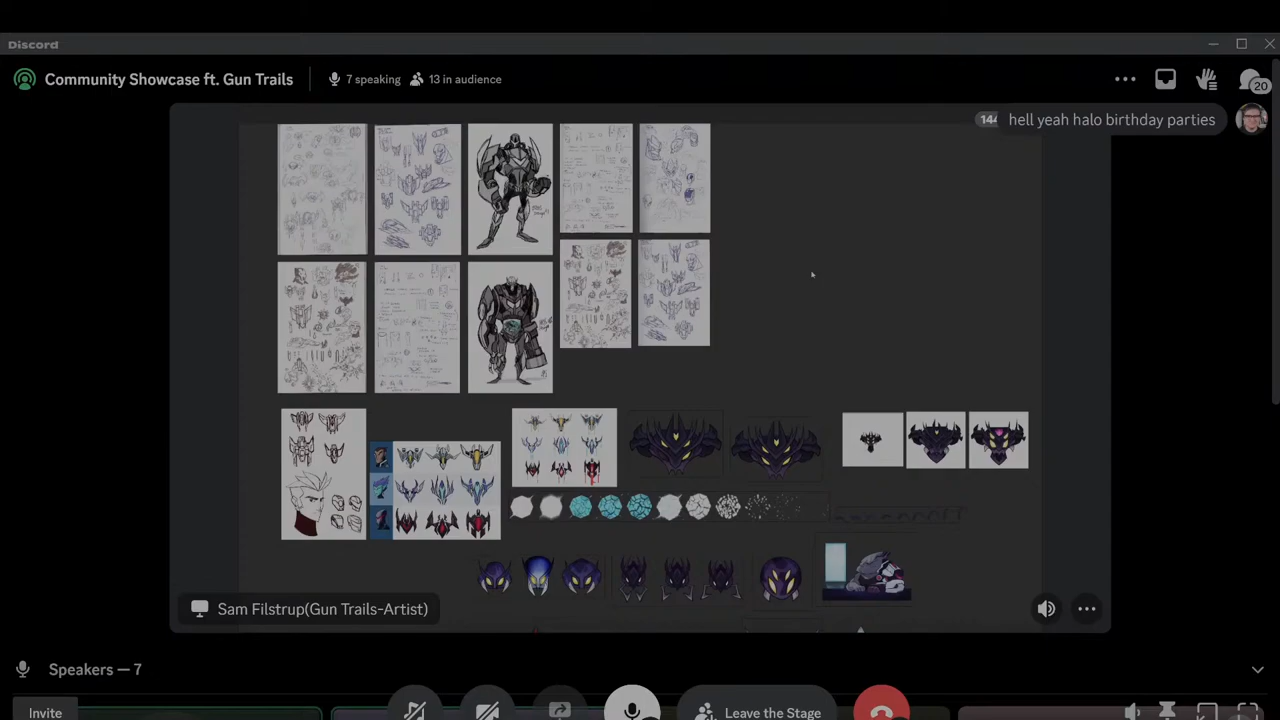 Discord
Community Showcase ft. Gun Trails
7 speaking
13 in audience
20
144
hell yeah halo birthday parties
Sam Filstrup(Gun Trails-Artist)
Speakers — 7
Invite
Leave the Stage